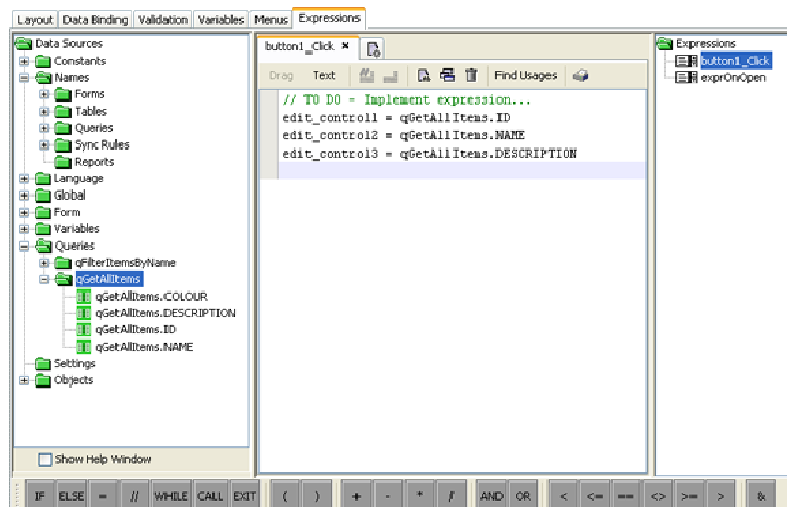 Layout Data Binding Validation Variables Menus Expressions
Data Sources
Constants
Names
Forms
Tables
Queries
Sync Rules
Reports
Language
Global
Form
Variables
Queries
qFilterItemsByName
qGetAllItems
qGetAllItems.COLOUR
qGetAllItems.DESCRIPTION
qGetAllItems.ID
qGetAllItems.NAME
Settings
Objects
Show Help Window
button1_Click
Drag Text Find Usages
// TO DO - Implement expression...
edit_control1 = qGetAllItems.ID
edit_control2 = qGetAllItems.NAME
edit_control3 = qGetAllItems.DESCRIPTION
Expressions
button1_Click
exprOnOpen
IF ELSE = // WHILE CALL EXIT ( ) + - * / AND OR < <= == <> >= > &